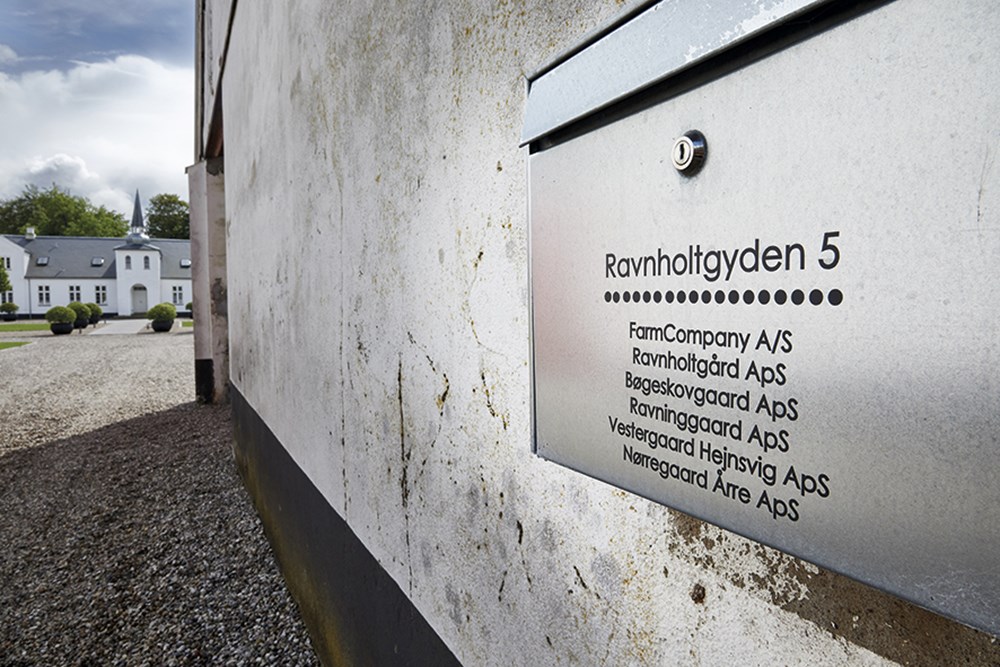 Ravnholtgyden 5
FarmCompany A/S
Ravnholtgård ApS
Bøgeskovgaard ApS
Ravninggaard ApS
Vestergaard Hejnsvig ApS
Nørregaard Årre ApS